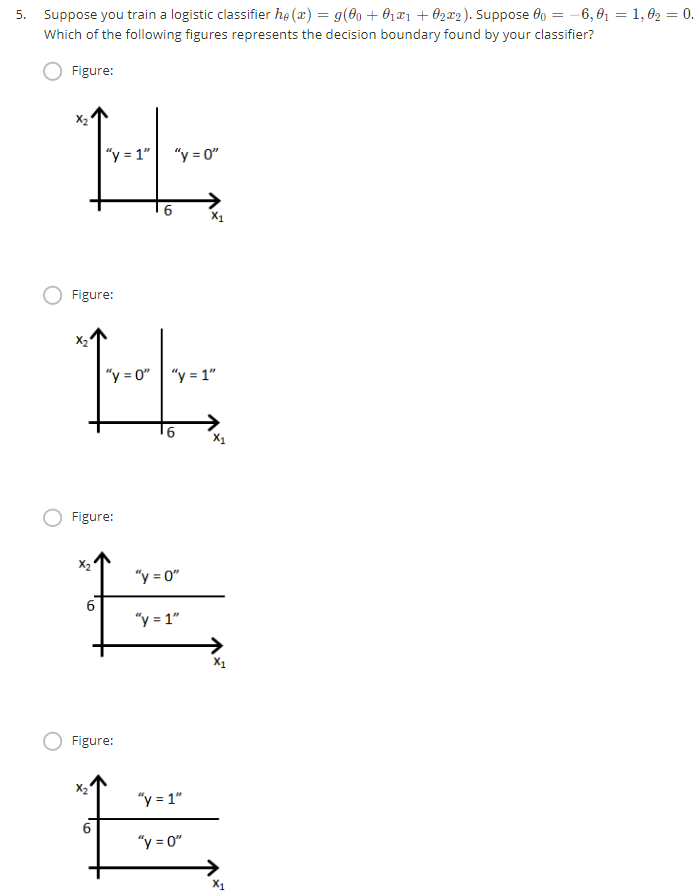 5. Suppose you train a logistic classifier hθ(x) = g(θ0 + θ1x1 + θ2x2). Suppose θ0 = −6, θ1 = 1, θ2 = 0.
Which of the following figures represents the decision boundary found by your classifier?
Figure:
x2
“y = 1” “y = 0”
6
x1
Figure:
x2
“y = 0” “y = 1”
6
x1
Figure:
x2
“y = 0”
6
“y = 1”
x1
Figure:
x2
“y = 1”
6
“y = 0”
x1